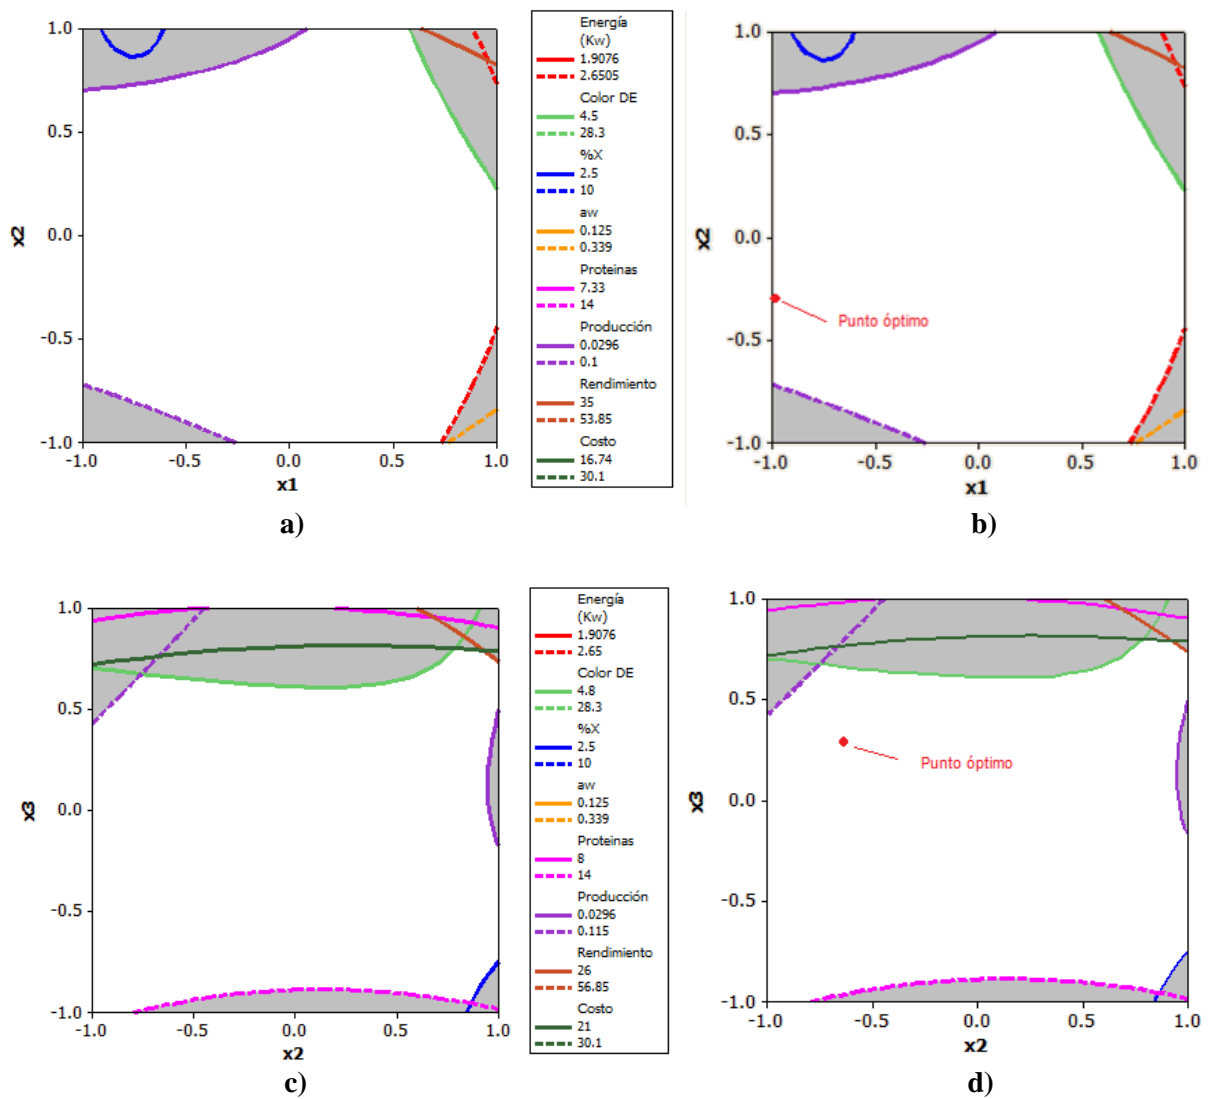 1.0
0.5
0.0
-0.5
-1.0
x2
-1.0 -0.5 0.0 0.5 1.0
x1
a)
Energía
(Kw)
1.9076
2.6505
Color DE
4.5
28.3
%X
2.5
10
aw
0.125
0.339
Proteinas
7.33
14
Producción
0.0296
0.1
Rendimiento
35
53.85
Costo
16.74
30.1
1.0
0.5
0.0
-0.5
-1.0
x2
Punto óptimo
-1.0 -0.5 0.0 0.5 1.0
x1
b)
1.0
0.5
0.0
-0.5
-1.0
x3
-1.0 -0.5 0.0 0.5 1.0
x2
c)
Energía
(Kw)
1.9076
2.65
Color DE
4.8
28.3
%X
2.5
10
aw
0.125
0.339
Proteinas
8
14
Producción
0.0296
0.115
Rendimiento
26
56.85
Costo
21
30.1
1.0
0.5
0.0
-0.5
-1.0
x3
Punto óptimo
-1.0 -0.5 0.0 0.5 1.0
x2
d)